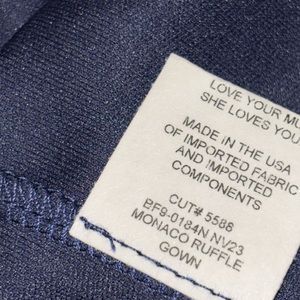 LOVE YOUR
SHE LOVES YOU
MADE IN THE USA
OF IMPORTED FABRIC
AND IMPORTED
COMPONENTS
CUT# 5586
BF9-0184N NV23
MONACO RUFFLE
GOWN